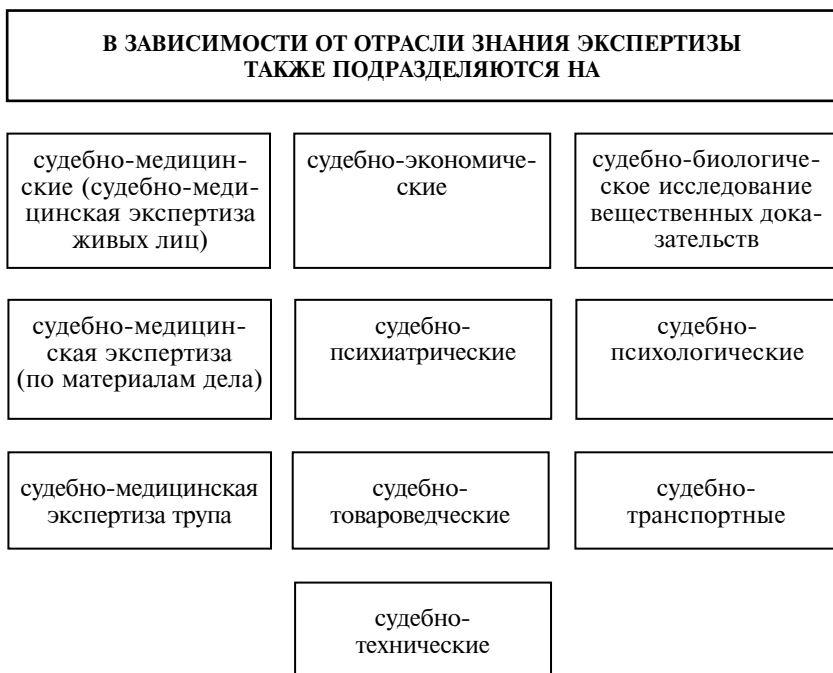 В ЗАВИСИМОСТИ ОТ ОТРАСЛИ ЗНАНИЯ ЭКСПЕРТИЗЫ
ТАКЖЕ ПОДРАЗДЕЛЯЮТСЯ НА
судебно-медицин-
ские (судебно-меди-
цинская экспертиза
живых лиц)
судебно-экономиче-
ские
судебно-биологиче-
ское исследование
вещественных дока-
зательств
судебно-медицин-
ская экспертиза
(по материалам дела)
судебно-
психиатрические
судебно-
психологические
судебно-медицинская
экспертиза трупа
судебно-
товароведческие
судебно-
транспортные
судебно-
технические